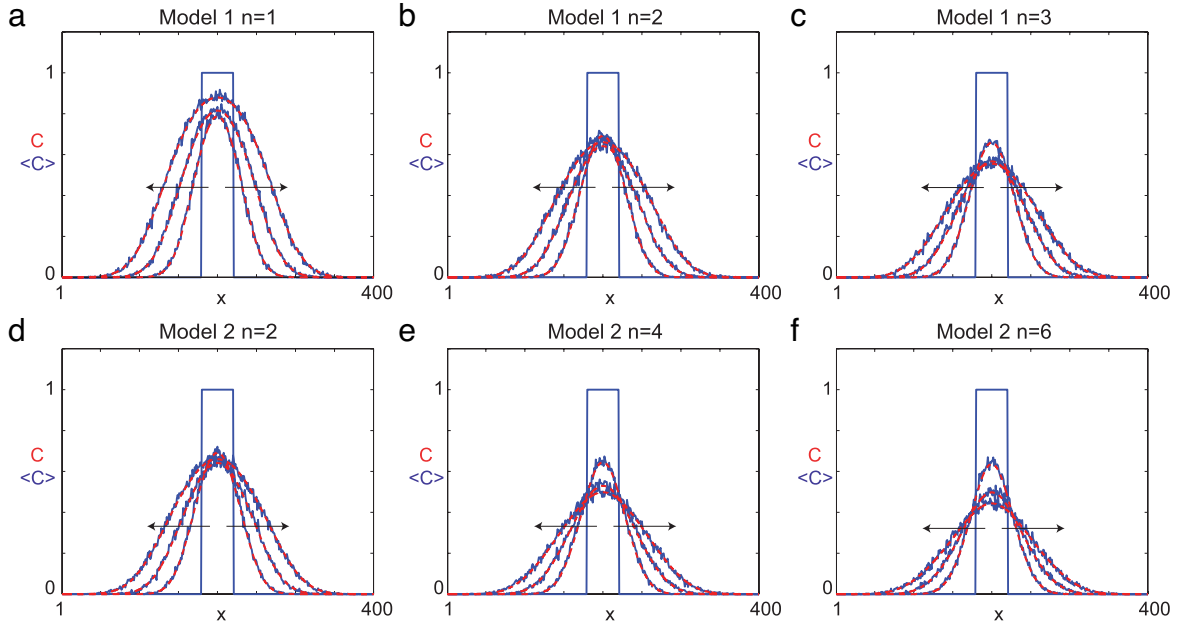 a
Model 1 n=1
1
C
<C>
0
1
x
400
b
Model 1 n=2
1
C
<C>
0
1
x
400
c
Model 1 n=3
1
C
<C>
0
1
x
400
d
Model 2 n=2
1
C
<C>
0
1
x
400
e
Model 2 n=4
1
C
<C>
0
1
x
400
f
Model 2 n=6
1
C
<C>
0
1
x
400